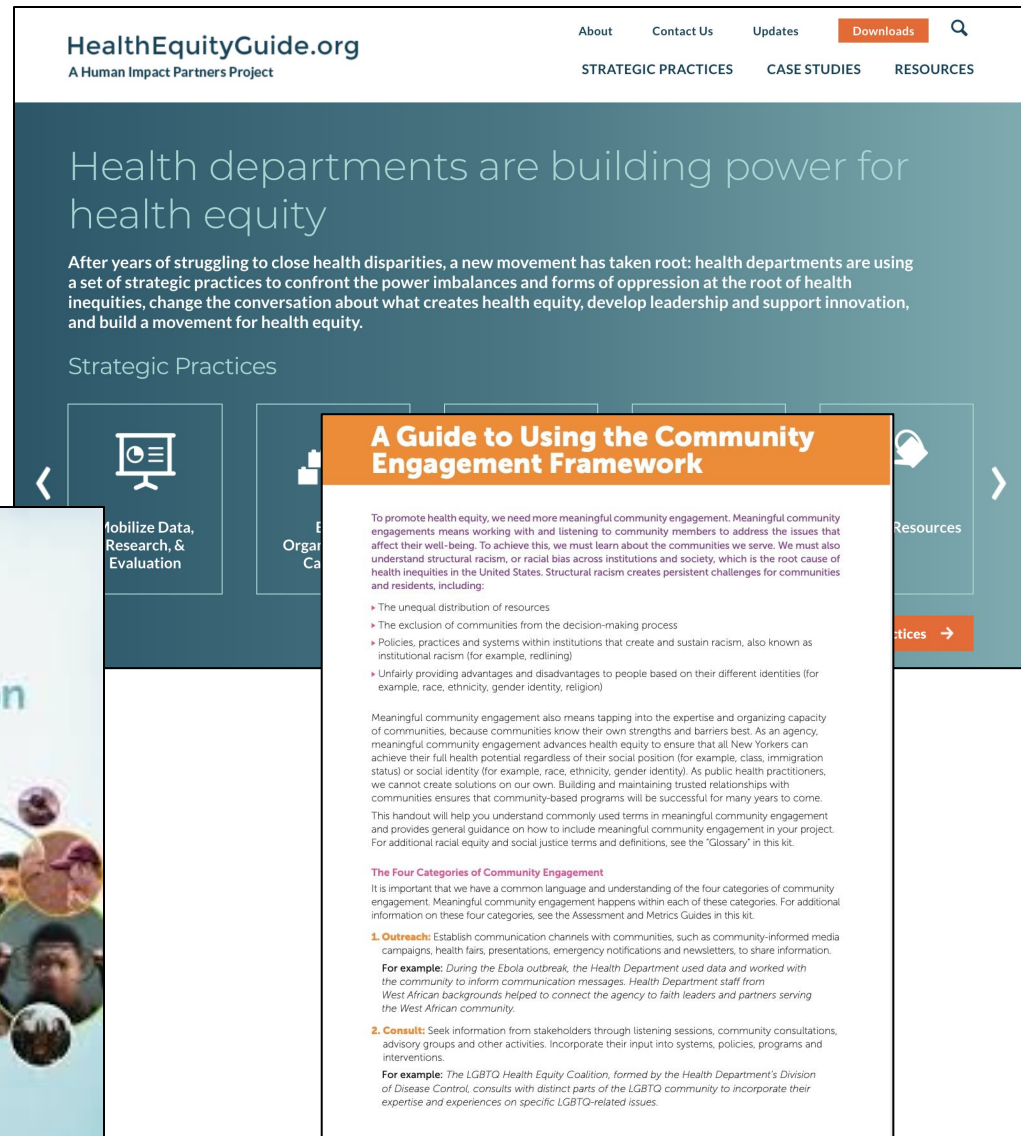 HealthEquityGuide.org
A Human Impact Partners Project
About Contact Us Updates Downloads
STRATEGIC PRACTICES CASE STUDIES RESOURCES
Health departments are building power for
health equity
After years of struggling to close health disparities, a new movement has taken root: health departments are using
a set of strategic practices to confront the power imbalances and forms of oppression at the root of health
inequities, change the conversation about what creates health equity, develop leadership and support innovation,
and build a movement for health equity.
Strategic Practices
Mobilize Data,
Research, &
Evaluation
Resources
A Guide to Using the Community
Engagement Framework
To promote health equity, we need more meaningful community engagement. Meaningful community
engagements means working with and listening to community members to address the issues that
affect their well-being. To achieve this, we must learn about the communities we serve. We must also
understand structural racism, or racial bias across institutions and society, which is the root cause of
health inequities in the United States. Structural racism creates persistent challenges for communities
and residents, including:
▸ The unequal distribution of resources
▸ The exclusion of communities from the decision-making process
▸ Policies, practices and systems within institutions that create and sustain racism, also known as
institutional racism (for example, redlining)
▸ Unfairly providing advantages and disadvantages to people based on their different identities (for
example, race, ethnicity, gender identity, religion)
Meaningful community engagement also means tapping into the expertise and organizing capacity
of communities, because communities know their own strengths and barriers best. As an agency,
meaningful community engagement advances health equity to ensure that all New Yorkers can
achieve their full health potential regardless of their social position (for example, class, immigration
status) or social identity (for example, race, ethnicity, gender identity). As public health practitioners,
we cannot create solutions on our own. Building and maintaining trusted relationships with
communities ensures that community-based programs will be successful for many years to come.
This handout will help you understand commonly used terms in meaningful community engagement
and provides general guidance on how to include meaningful community engagement in your project.
For additional racial equity and social justice terms and definitions, see the "Glossary" in this kit.
The Four Categories of Community Engagement
It is important that we have a common language and understanding of the four categories of community
engagement. Meaningful community engagement happens within each of these categories. For additional
information on these four categories, see the Assessment and Metrics Guides in this kit.
1. Outreach: Establish communication channels with communities, such as community-informed media
campaigns, health fairs, presentations, emergency notifications and newsletters, to share information.
For example: During the Ebola outbreak, the Health Department used data and worked with
the community to inform communication messages. Health Department staff from
West African backgrounds helped to connect the agency to faith leaders and partners serving
the West African community.
2. Consult: Seek information from stakeholders through listening sessions, community consultations,
advisory groups and other activities. Incorporate their input into systems, policies, programs and
interventions.
For example: The LGBTQ Health Equity Coalition, formed by the Health Department's Division
of Disease Control, consults with distinct parts of the LGBTQ community to incorporate their
expertise and experiences on specific LGBTQ-related issues.